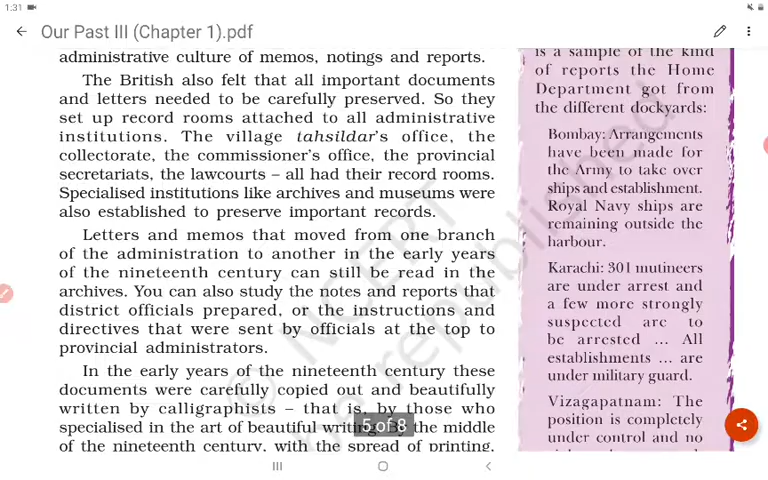 1:31
Our Past III (Chapter 1).pdf
administrative culture of memos, notings and reports.
The British also felt that all important documents
and letters needed to be carefully preserved. So they
set up record rooms attached to all administrative
institutions. The village tahsildar's office, the
collectorate, the commissioner's office, the provincial
secretariats, the lawcourts – all had their record rooms.
Specialised institutions like archives and museums were
also established to preserve important records.
Letters and memos that moved from one branch
of the administration to another in the early years
of the nineteenth century can still be read in the
archives. You can also study the notes and reports that
district officials prepared, or the instructions and
directives that were sent by officials at the top to
provincial administrators.
In the early years of the nineteenth century these
documents were carefully copied out and beautifully
written by calligraphists – that is, by those who
specialised in the art of beautiful writing. By the middle
of the nineteenth century, with the spread of printing,
5 of 8
is a sample of the kind
of reports the Home
Department got from
the different dockyards:
Bombay: Arrangements
have been made for
the Army to take over
ships and establishment.
Royal Navy ships are
remaining outside the
harbour.
Karachi: 301 mutineers
are under arrest and
a few more strongly
suspected are to
be arrested ... All
establishments ... are
under military guard.
Vizagapatnam: The
position is completely
under control and no
© NCERT
be republished